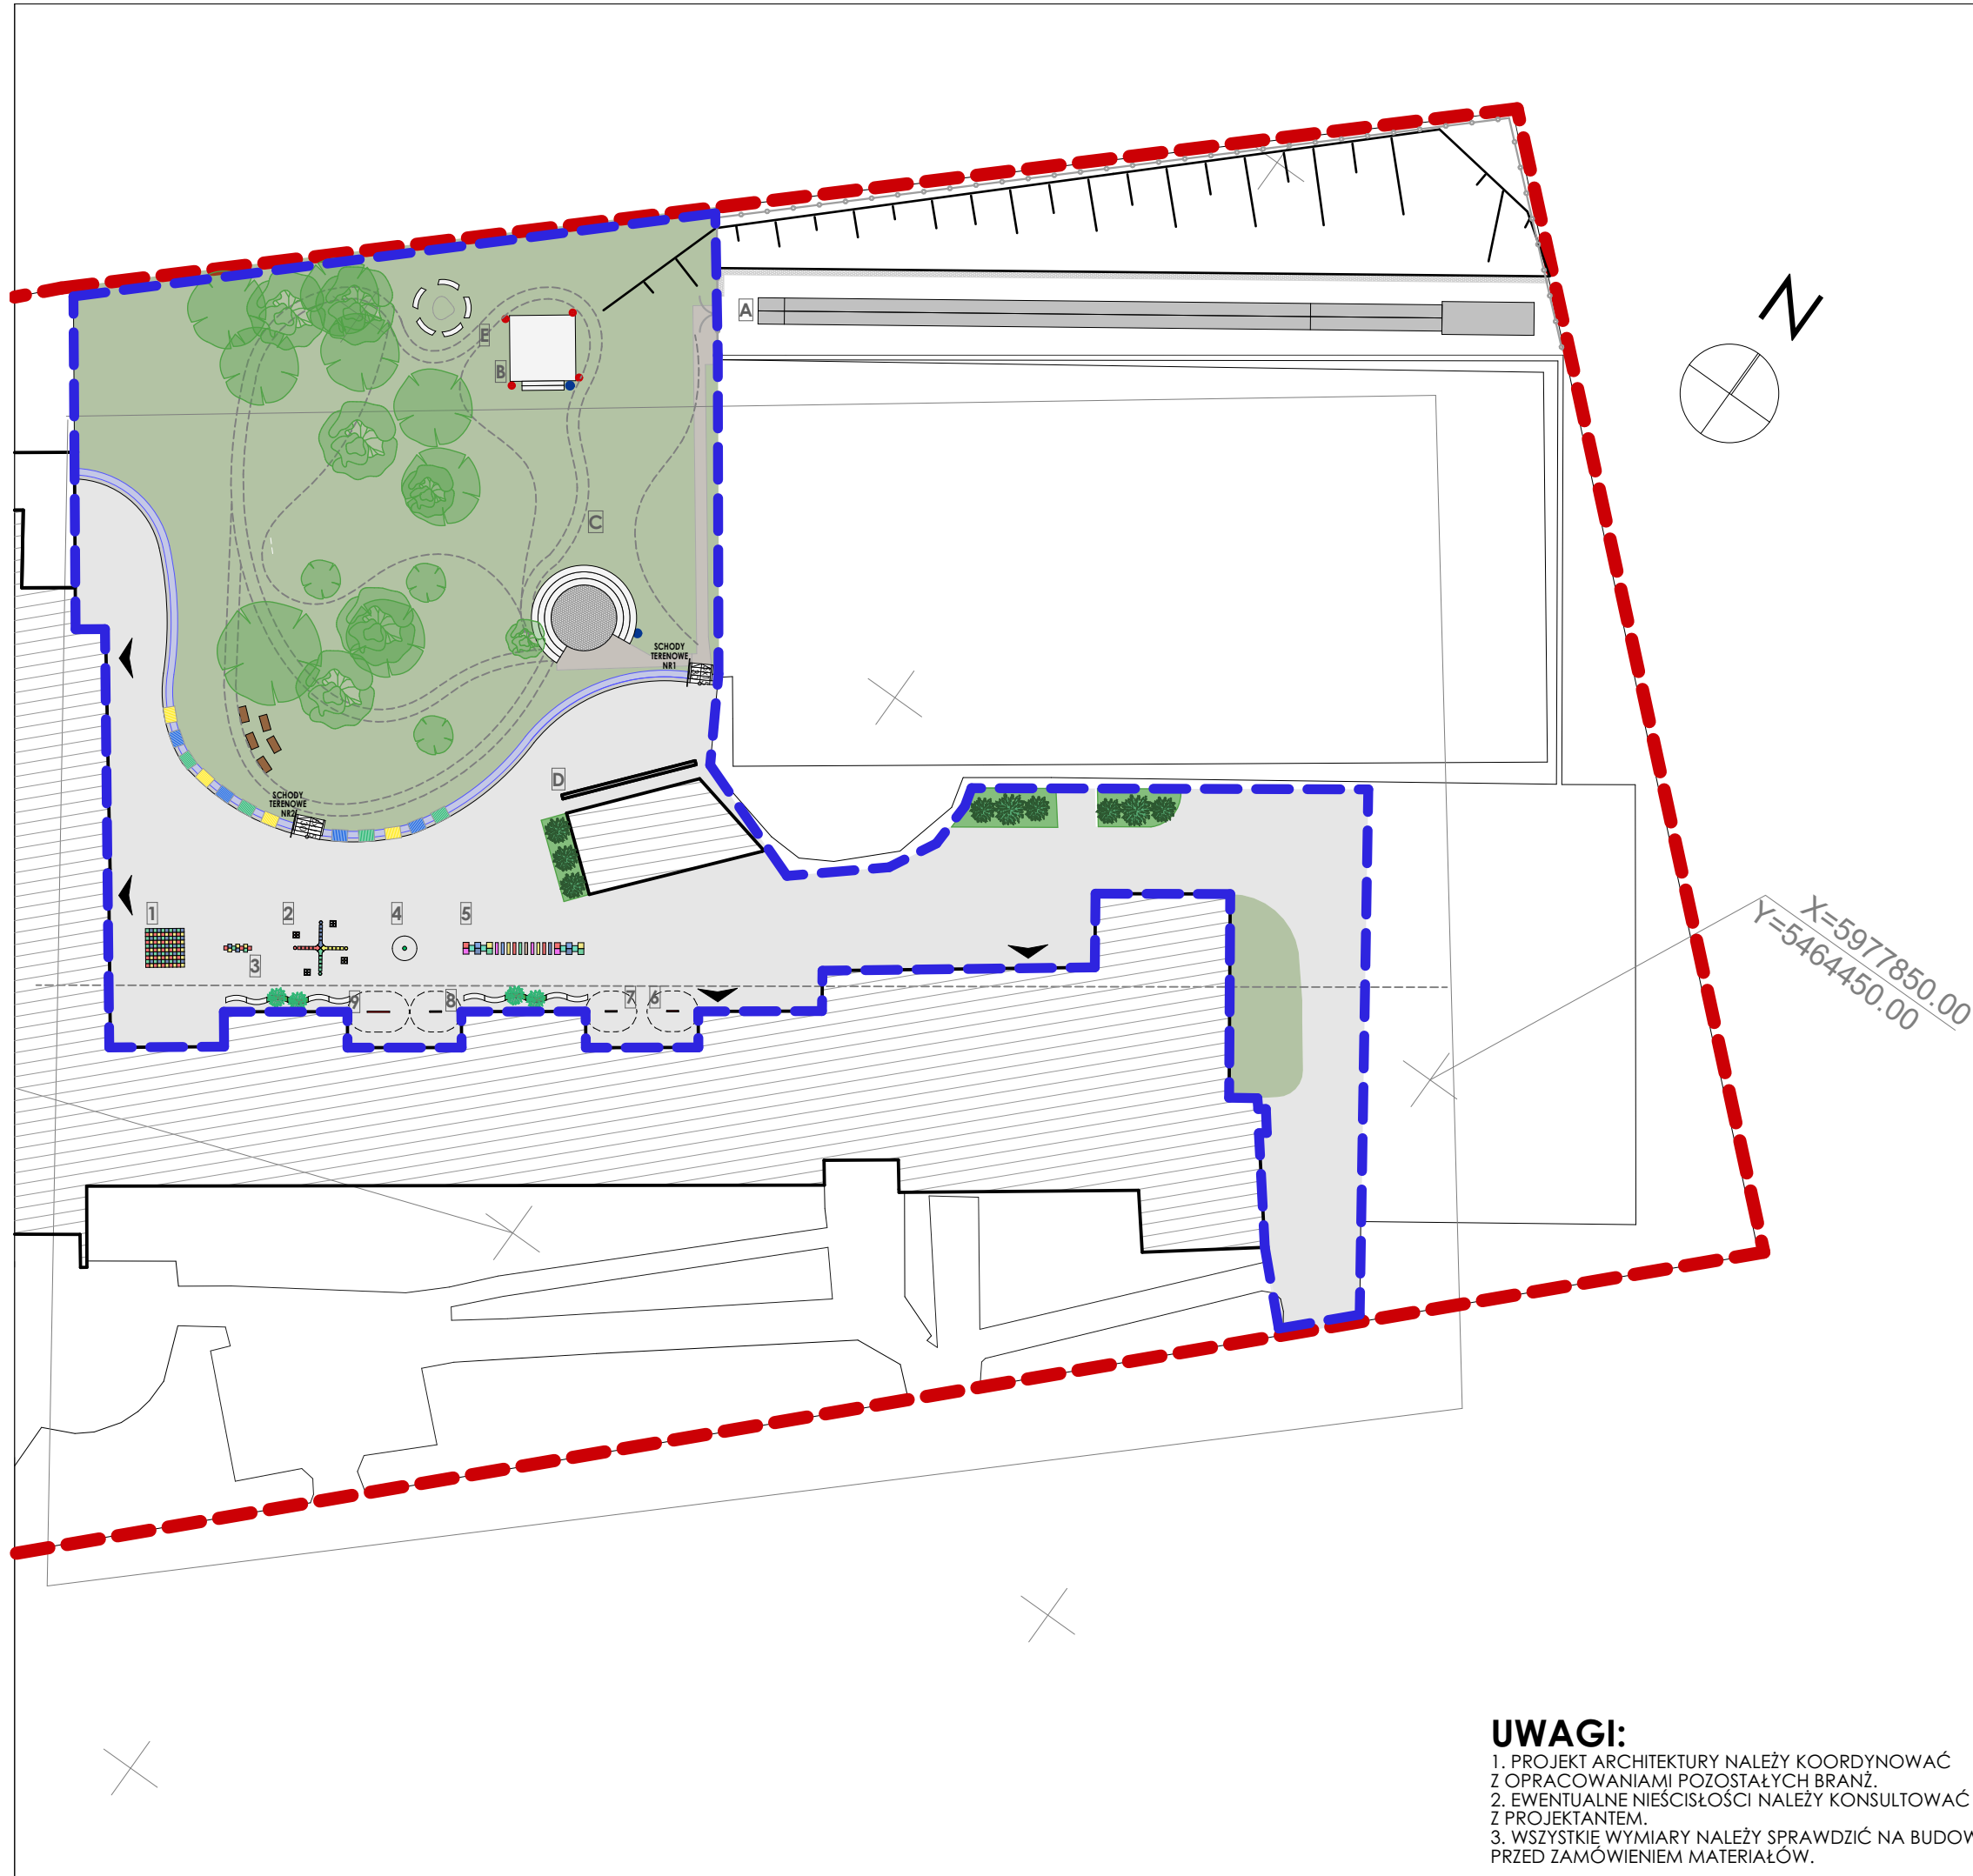 A
N
E
B
C
SCHODY
TERENOWE
NR1
D
SCHODY
TERENOWE
NR2
1
2
4
5
3
9
8
7
6
X=5977850.00
Y=5464450.00
UWAGI:
1. PROJEKT ARCHITEKTURY NALEŻY KOORDYNOWAĆ
Z OPRACOWANIAMI POZOSTAŁYCH BRANŻ.
2. EWENTUALNE NIEŚCISŁOŚCI NALEŻY KONSULTOWAĆ
Z PROJEKTANTEM.
3. WSZYSTKIE WYMIARY NALEŻY SPRAWDZIĆ NA BUDOW
PRZED ZAMÓWIENIEM MATERIAŁÓW.